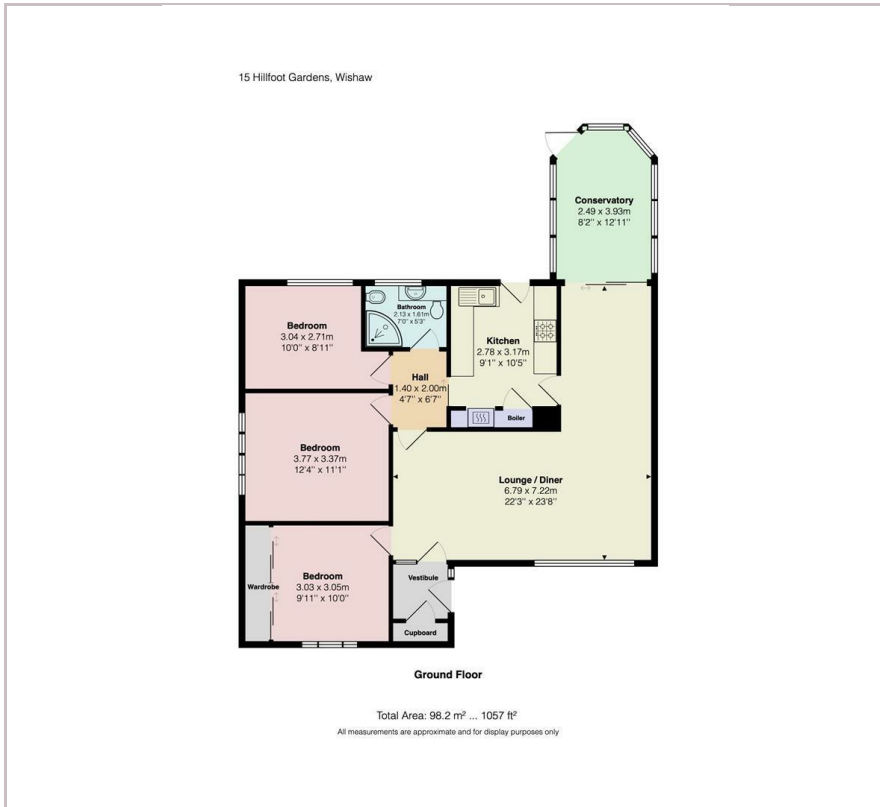 15 Hillfoot Gardens, Wishaw
Conservatory
2.49 x 3.93m
8'2" x 12'11"
Bedroom
3.04 x 2.71m
10'0" x 8'11"
Bathroom
2.13 x 1.61m
7'0" x 5'3"
Kitchen
2.78 x 3.17m
9'1" x 10'5"
Hall
1.40 x 2.00m
4'7" x 6'7"
Boiler
Bedroom
3.77 x 3.37m
12'4" x 11'1"
Lounge / Diner
6.79 x 7.22m
22'3" x 23'8"
Bedroom
3.03 x 3.05m
9'11" x 10'0"
Wardrobe
Vestibule
Cupboard
Ground Floor
Total Area: 98.2 m² ... 1057 ft²
All measurements are approximate and for display purposes only